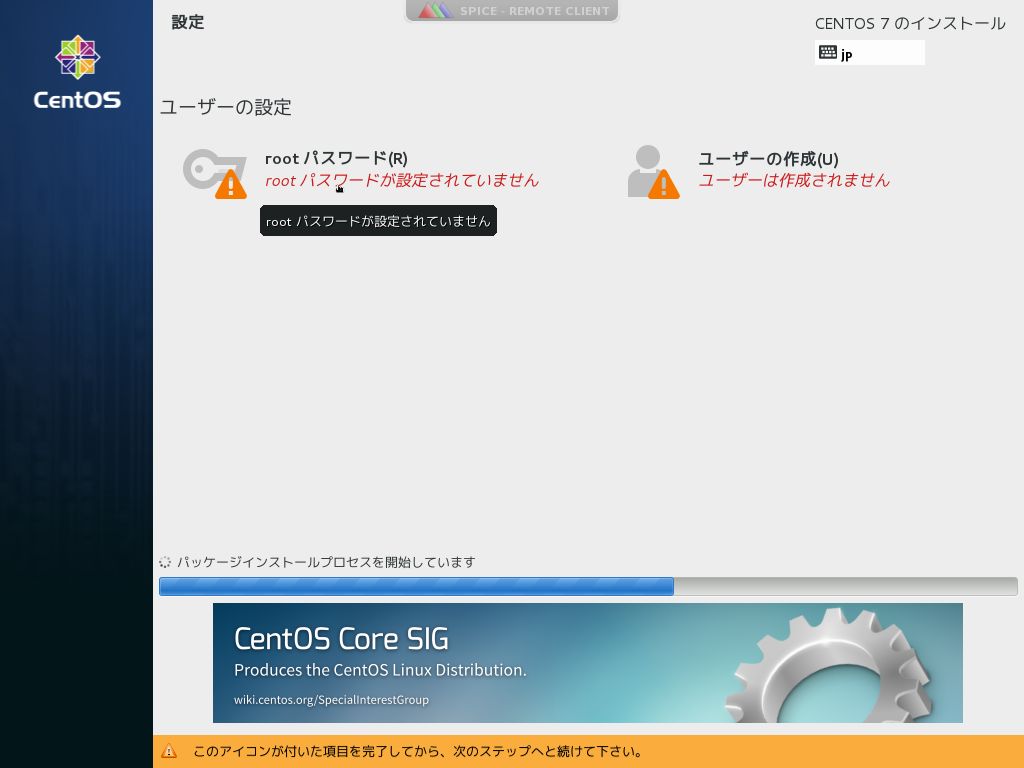 SPICE - REMOTE CLIENT
設定
CENTOS 7 のインストール
jp
CentOS
ユーザーの設定
root パスワード(R)
root パスワードが設定されていません
ユーザーの作成(U)
ユーザーは作成されません
root パスワードが設定されていません
パッケージインストールプロセスを開始しています
CentOS Core SIG
Produces the CentOS Linux Distribution.
wiki.centos.org/SpecialInterestGroup
このアイコンが付いた項目を完了してから、次のステップへと続けて下さい。